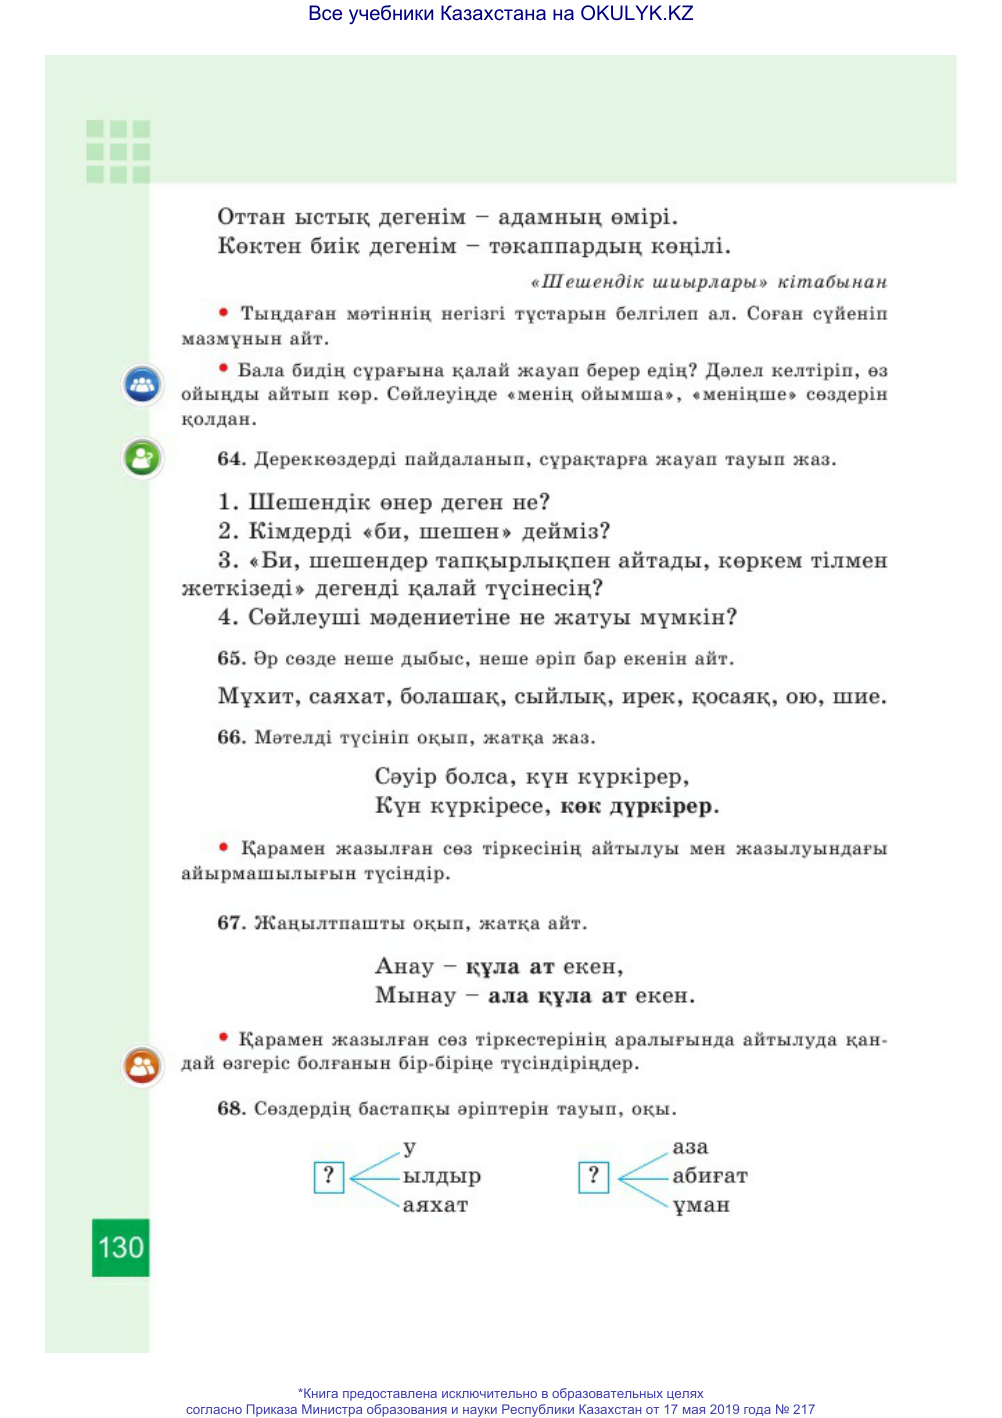 Все учебники Казахстана на OKULYK.KZ
Оттан ыстық дегенім – адамның өмірі.
Көктен биік дегенім – тәкаппардың көңілі.
«Шешендік шиырлары» кітабынан
• Тыңдаған мәтіннің негізгі тұстарын белгілеп ал. Соған сүйеніп
мазмұнын айт.
• Бала бидің сұрағына қалай жауап берер едің? Дәлел келтіріп, өз
ойыңды айтып көр. Сөйлеуіңде «менің ойымша», «меніңше» сөздерін
қолдан.
64. Дереккөздерді пайдаланып, сұрақтарға жауап тауып жаз.
1. Шешендік өнер деген не?
2. Кімдерді «би, шешен» дейміз?
3. «Би, шешендер тапқырлықпен айтады, көркем тілмен
жеткізеді» дегенді қалай түсінесің?
4. Сөйлеуші мәдениетіне не жатуы мүмкін?
65. Әр сөзде неше дыбыс, неше әріп бар екенін айт.
Мұхит, саяхат, болашақ, сыйлық, ирек, қосаяқ, ою, шие.
66. Мәтелді түсініп оқып, жатқа жаз.
Сәуір болса, күн күркірер,
Күн күркіресе, көк дүркірер.
• Қарамен жазылған сөз тіркесінің айтылуы мен жазылуындағы
айырмашылығын түсіндір.
67. Жаңылтпашты оқып, жатқа айт.
Анау – құла ат екен,
Мынау – ала құла ат екен.
• Қарамен жазылған сөз тіркестерінің аралығында айтылуда қан-
дай өзгеріс болғанын бір-біріңе түсіндіріңдер.
68. Сөздердің бастапқы әріптерін тауып, оқы.
у аза
? ылдыр ? абиғат
аяхат ұман
130
*Книга предоставлена исключительно в образовательных целях
согласно Приказа Министра образования и науки Республики Казахстан от 17 мая 2019 года № 217